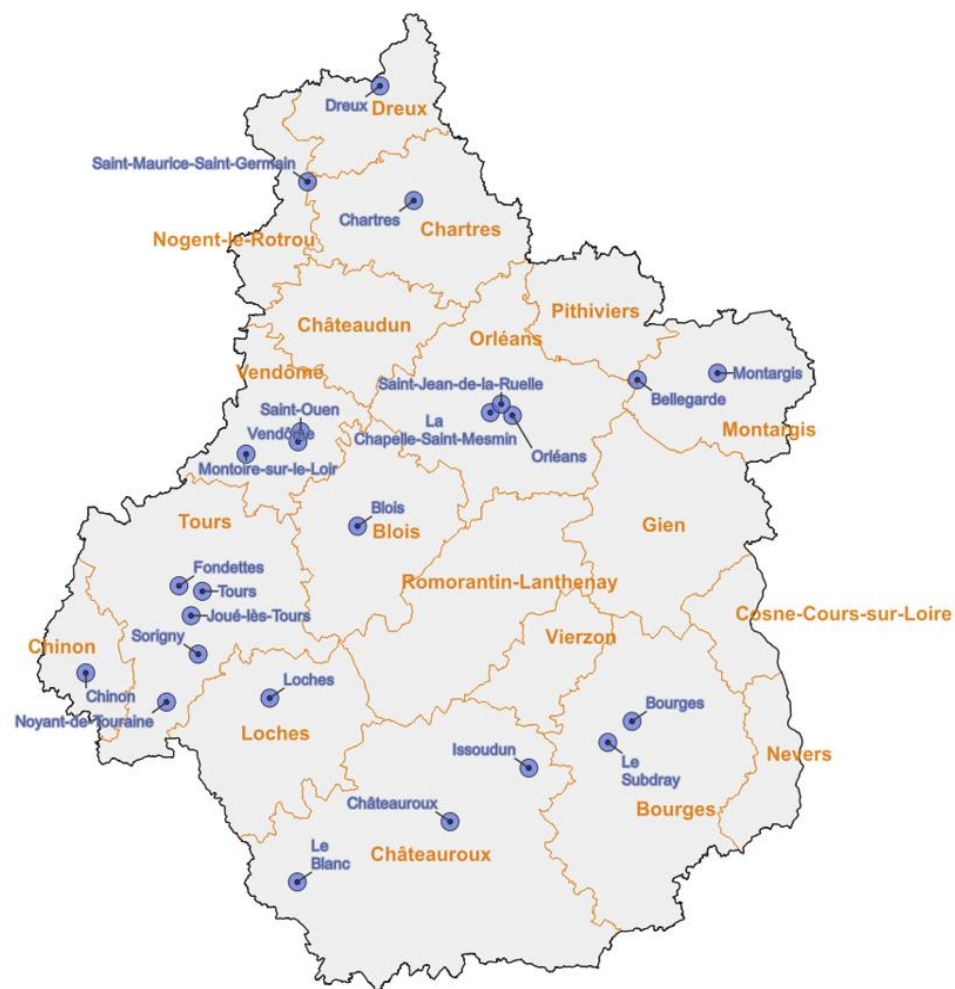 Dreux
Dreux
Saint-Maurice-Saint-Germain
Chartres
Chartres
Nogent-le-Rotrou
Pithiviers
Châteaudun
Orléans
Vendôme
Montargis
Saint-Jean-de-la-Ruelle
Bellegarde
Saint-Ouen
La
Chapelle-Saint-Mesmin
Montargis
Vendôme
Orléans
Montoire-sur-le-Loir
Blois
Tours
Blois
Gien
Fondettes
Romorantin-Lanthenay
Tours
Joué-lès-Tours
Cosne-Cours-sur-Loire
Sorigny
Vierzon
Chinon
Loches
Chinon
Bourges
Noyant-de-Touraine
Loches
Issoudun
Nevers
Le
Subdray
Châteauroux
Bourges
Le
Blanc
Châteauroux